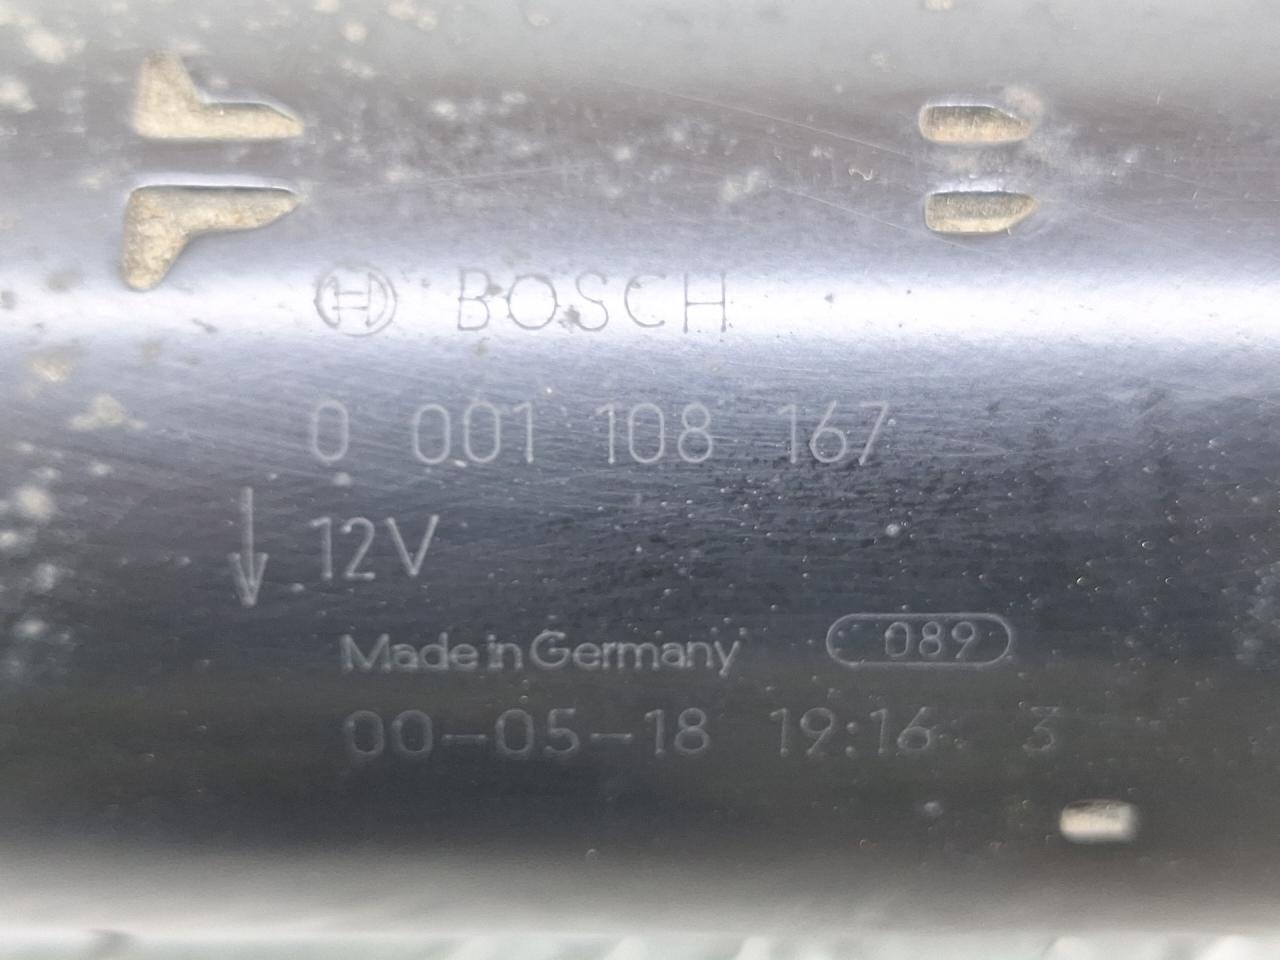 BOSCH
0 001 108 167
12V
Made in Germany 089
00-05-18 19:16 3